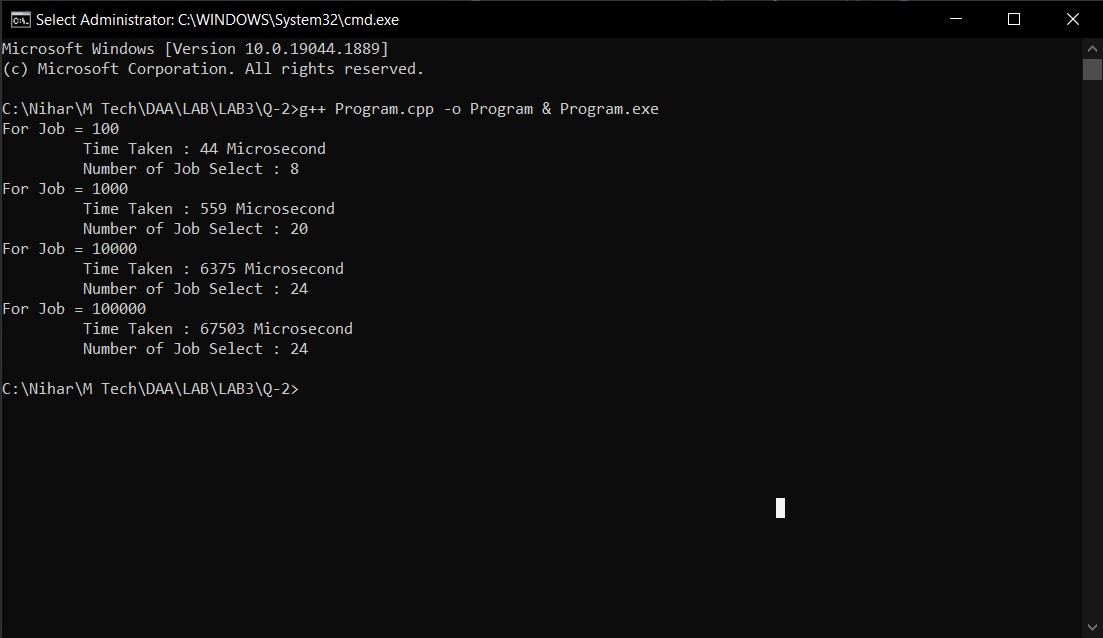 Select Administrator: C:\WINDOWS\System32\cmd.exe
Microsoft Windows [Version 10.0.19044.1889]
(c) Microsoft Corporation. All rights reserved.
C:\Nihar\M Tech\DAA\LAB\LAB3\Q-2>g++ Program.cpp -o Program & Program.exe
For Job = 100
Time Taken : 44 Microsecond
Number of Job Select : 8
For Job = 1000
Time Taken : 559 Microsecond
Number of Job Select : 20
For Job = 10000
Time Taken : 6375 Microsecond
Number of Job Select : 24
For Job = 100000
Time Taken : 67503 Microsecond
Number of Job Select : 24
C:\Nihar\M Tech\DAA\LAB\LAB3\Q-2>